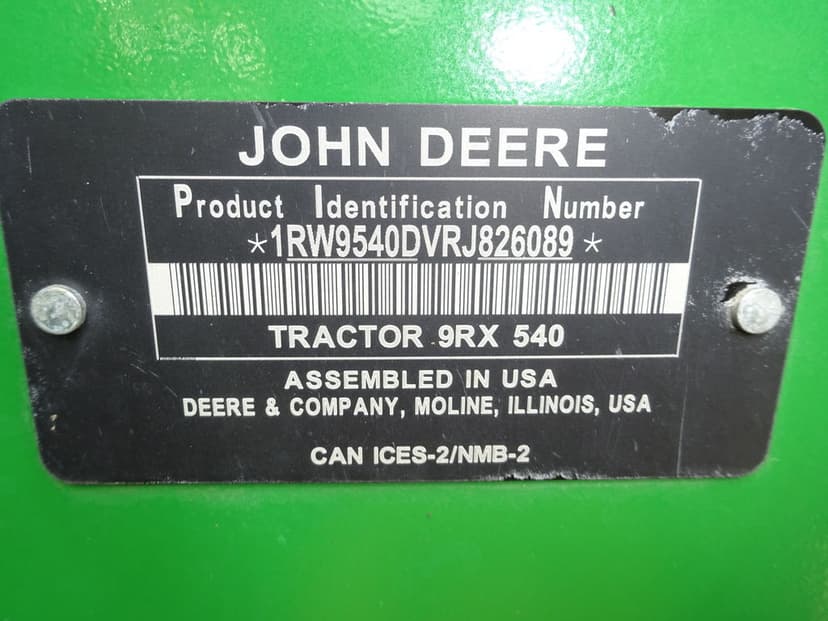 JOHN DEERE
Product Identification Number
*1RW9540DVRJ826089*
TRACTOR 9RX 540
ASSEMBLED IN USA
DEERE & COMPANY, MOLINE, ILLINOIS, USA
CAN ICES-2/NMB-2